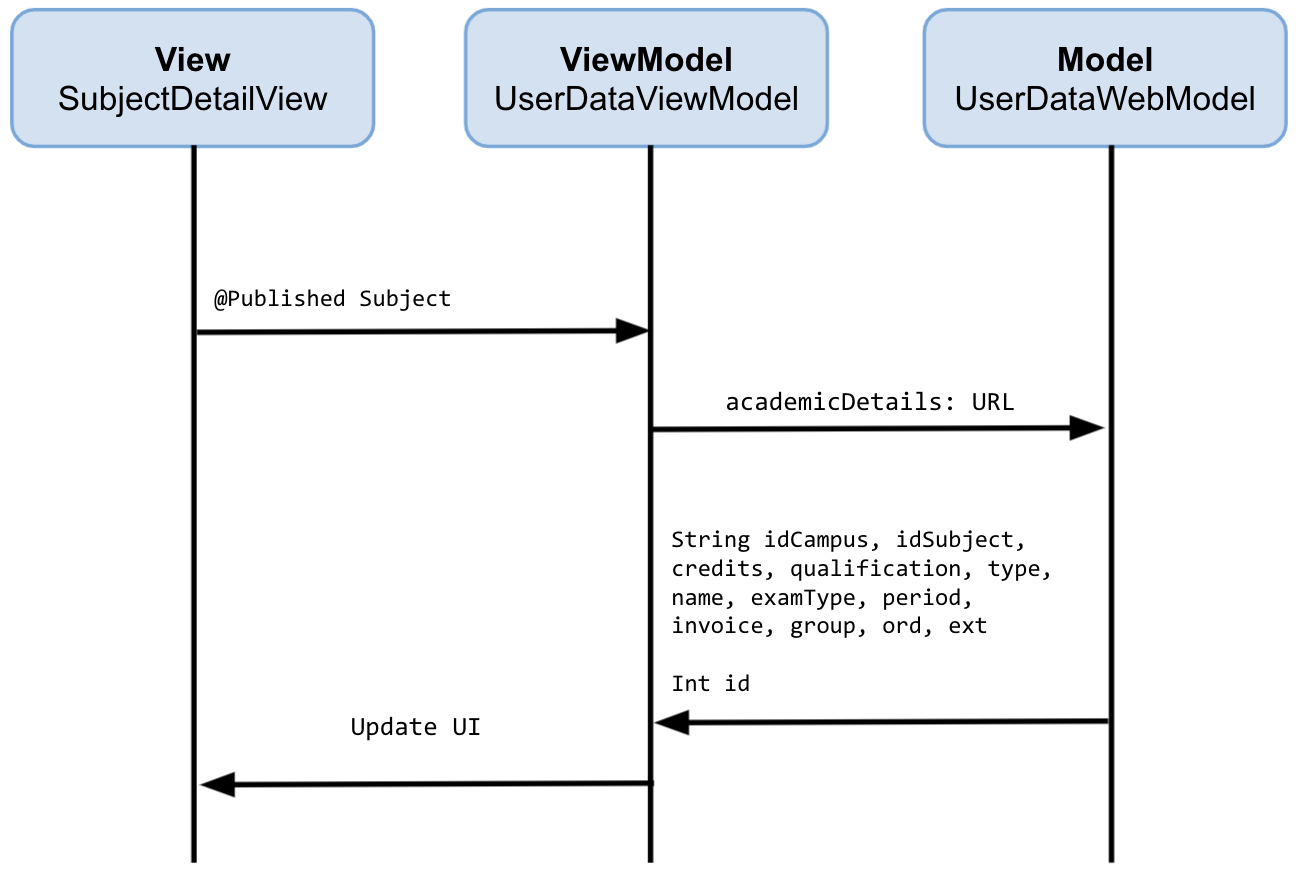 View
SubjectDetailView
ViewModel
UserDataViewModel
Model
UserDataWebModel
@Published Subject
academicDetails: URL
String idCampus, idSubject,
credits, qualification, type,
name, examType, period,
invoice, group, ord, ext
Int id
Update UI